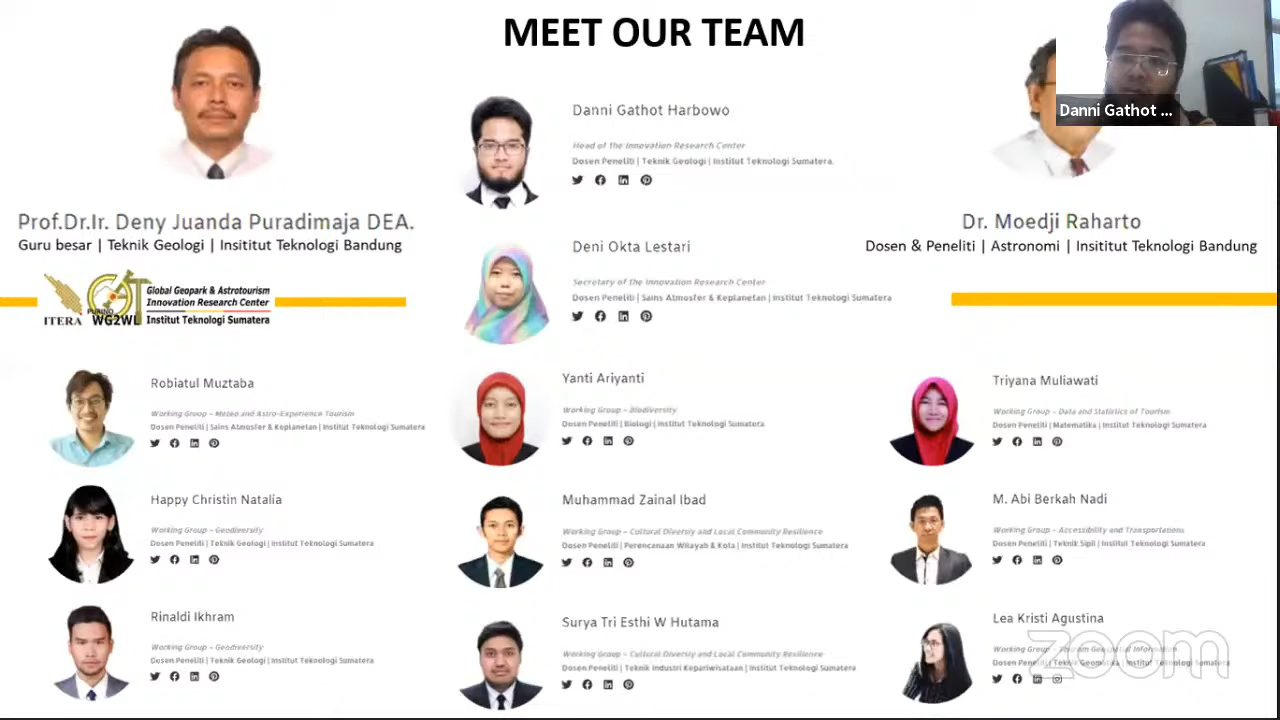 MEET OUR TEAM
Danni Gathot ...
Prof.Dr.Ir. Deny Juanda Puradimaja DEA.
Guru besar | Teknik Geologi | Insititut Teknologi Bandung
ITERA
WG2WL
Global Geopark & Astrotourism
Innovation Research Center
Institut Teknologi Sumatera
Danni Gathot Harbowo
Head of the Innovation Research Center
Dosen Peneliti | Teknik Geologi | Institut Teknologi Sumatera.
Deni Okta Lestari
Secretary of the Innovation Research Center
Dosen Peneliti | Sains Atmosfer & Keplanetan | Institut Teknologi Sumatera
Dr. Moedji Raharto
Dosen & Peneliti | Astronomi | Insititut Teknologi Bandung
Robiatul Muztaba
Working Group – Meteo and Astro-Experience Tourism
Dosen Peneliti | Sains Atmosfer & Keplanetan | Institut Teknologi Sumatera
Yanti Ariyanti
Working Group – Biodiversity
Dosen Peneliti | Biologi | Institut Teknologi Sumatera
Triyana Muliawati
Working Group – Data and Statistics of Tourism
Dosen Peneliti | Matematika | Institut Teknologi Sumatera
Happy Christin Natalia
Working Group – Geodiversity
Dosen Peneliti | Teknik Geologi | Institut Teknologi Sumatera
Muhammad Zainal Ibad
Working Group – Cultural Diversiy and Local Community Resilience
Dosen Peneliti | Perencanaan Wilayah & Kota | Institut Teknologi Sumatera
M. Abi Berkah Nadi
Working Group – Accessibility and Transportations
Dosen Peneliti | Teknik Sipil | Institut Teknologi Sumatera
Rinaldi Ikhram
Working Group – Geodiversity
Dosen Peneliti | Teknik Geologi | Institut Teknologi Sumatera
Surya Tri Esthi W Hutama
Working Group – Cultural Diversiy and Local Community Resilience
Dosen Peneliti | Teknik Industri Kepariwisataan | Institut Teknologi Sumatera
Lea Kristi Agustina
Working Group – Tourism Geospatial Information
Dosen Peneliti | Teknik Geomatika | Institut Teknologi Sumatera
zoom